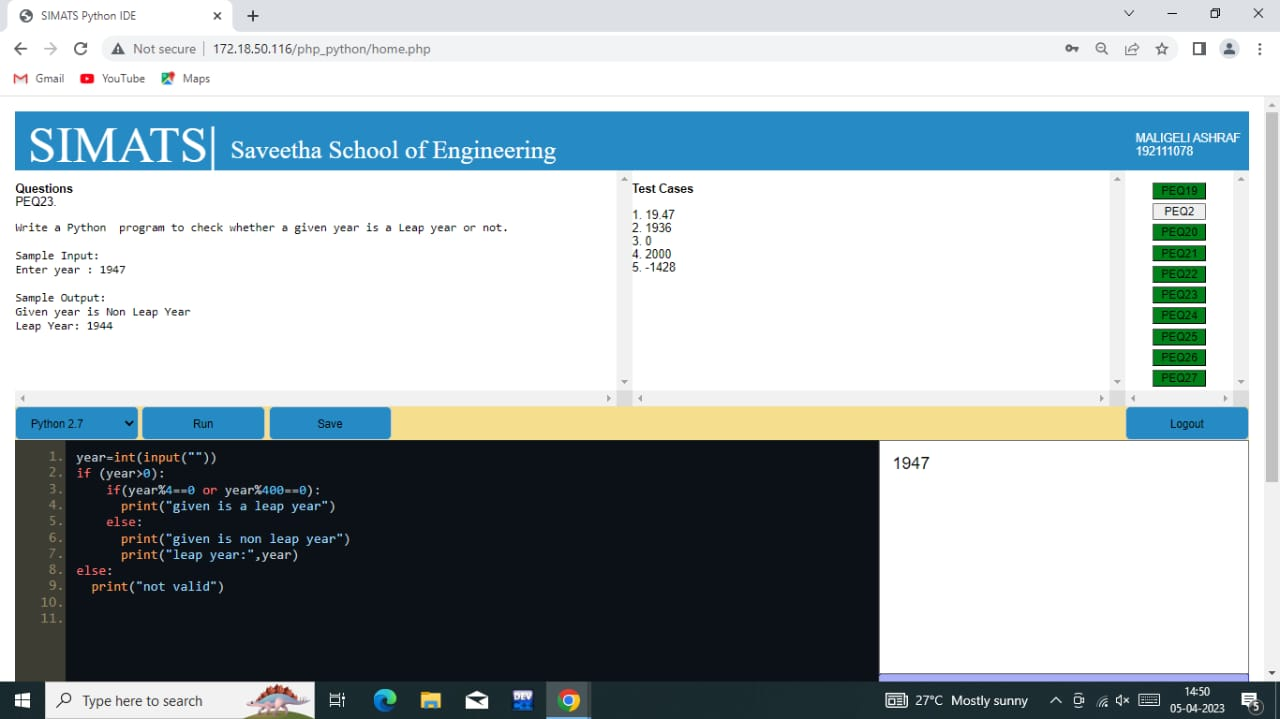 SIMATS Python IDE
Not secure
172.18.50.116/php_python/home.php
Gmail
YouTube
Maps
SIMATS|
Saveetha School of Engineering
MALIGELI ASHRAF
192111078
Questions
PEQ23.
Write a Python  program to check whether a given year is a Leap year or not.
Sample Input:
Enter year : 1947
Sample Output:
Given year is Non Leap Year
Leap Year: 1944
Test Cases
1. 19.47
2. 1936
3. 0
4. 2000
5. -1428
PEQ19
PEQ2
PEQ20
PEQ21
PEQ22
PEQ23
PEQ24
PEQ25
PEQ26
PEQ27
Python 2.7
Run
Save
Logout
1. year=int(input(""))
2. if (year>0):
3.     if(year%4==0 or year%400==0):
4.       print("given is a leap year")
5.     else:
6.       print("given is non leap year")
7.       print("leap year:",year)
8. else:
9.   print("not valid")
10.
11.
1947
Type here to search
DEV
27°C  Mostly sunny
14:50
05-04-2023
5